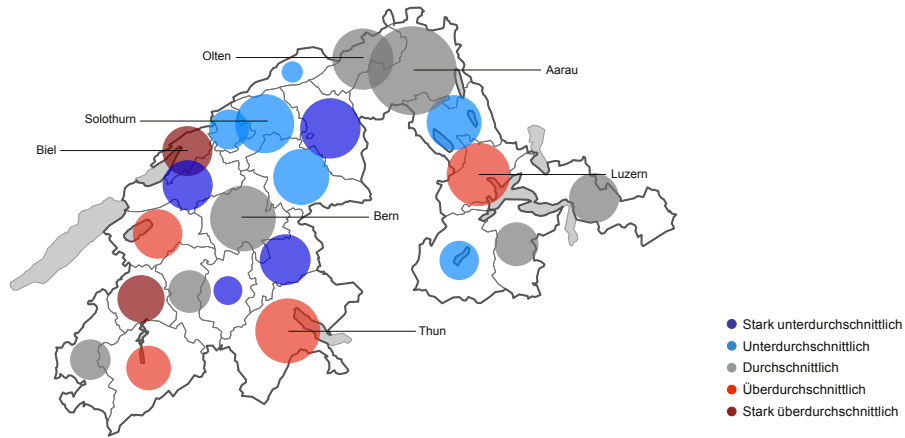 Olten
Aarau
Solothurn
Biel
Luzern
Bern
Thun
Stark unterdurchschnittlich
Unterdurchschnittlich
Durchschnittlich
Überdurchschnittlich
Stark überdurchschnittlich